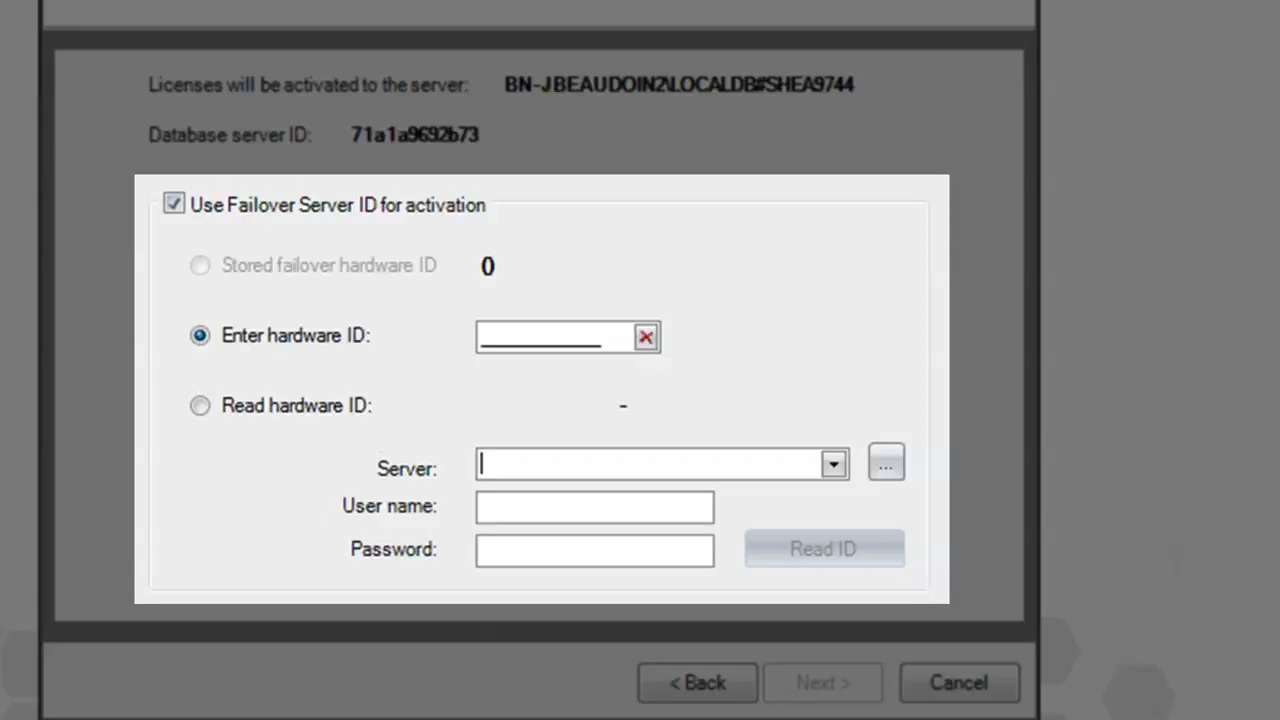 Licenses will be activated to the server: BN-JBEAUDOIN2\LOCALDB#SHEA9744
Database server ID: 71a1a9692b73
Use Failover Server ID for activation
Stored failover hardware ID ()
Enter hardware ID: ____________
Read hardware ID: -
Server: ...
User name:
Password: Read ID
< Back Next > Cancel